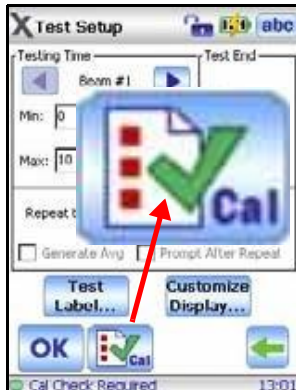 Test Setup
abc
Testing Time
Test End
Beam #1
Min: 0
Max: 10
Cal
Repeat
Generate Avg
Prompt After Repeat
Test Label...
Customize Display...
OK
Cal
Cal Check Required
13:01